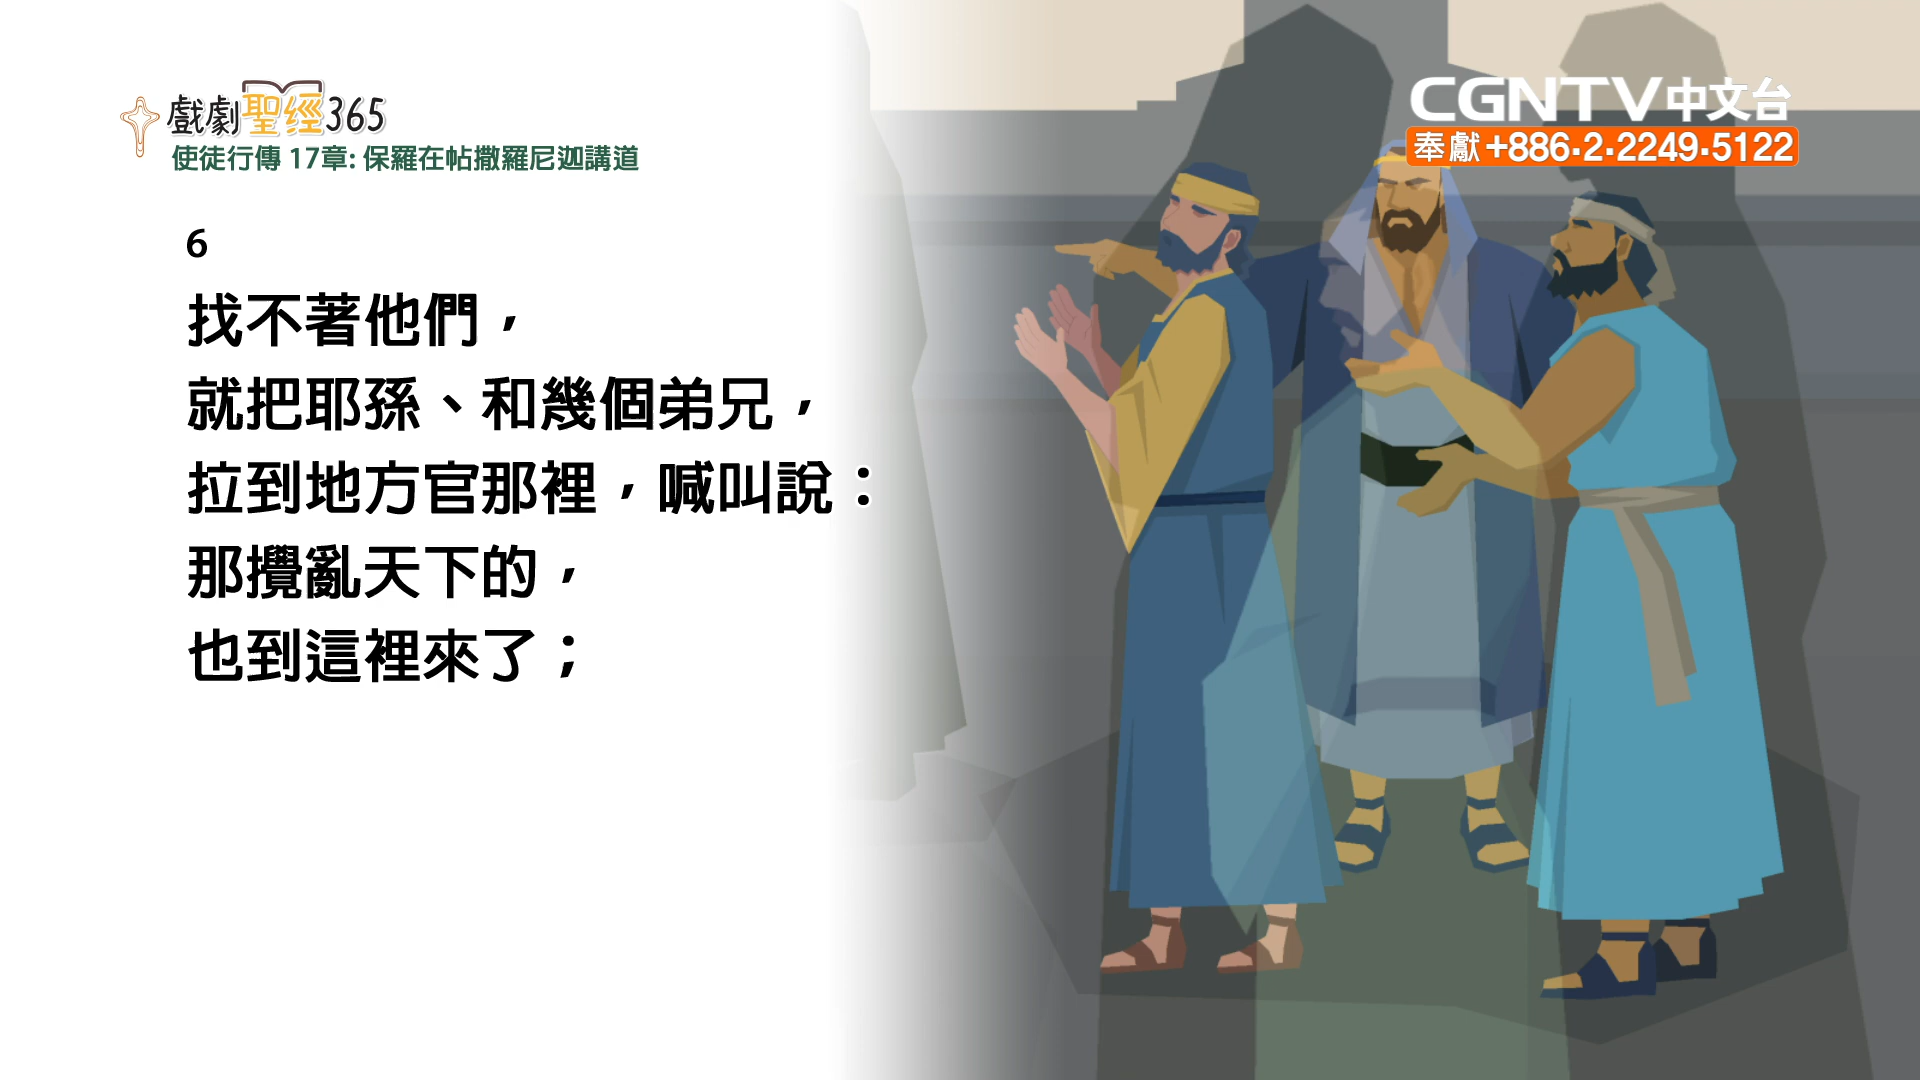 戲劇聖經365
使徒行傳 17章: 保羅在帖撒羅尼迦講道
CGNTV中文台
奉獻 +886·2·2249·5122
6
找不著他們，
就把耶孫、和幾個弟兄，
拉到地方官那裡，喊叫說：
那攪亂天下的，
也到這裡來了；